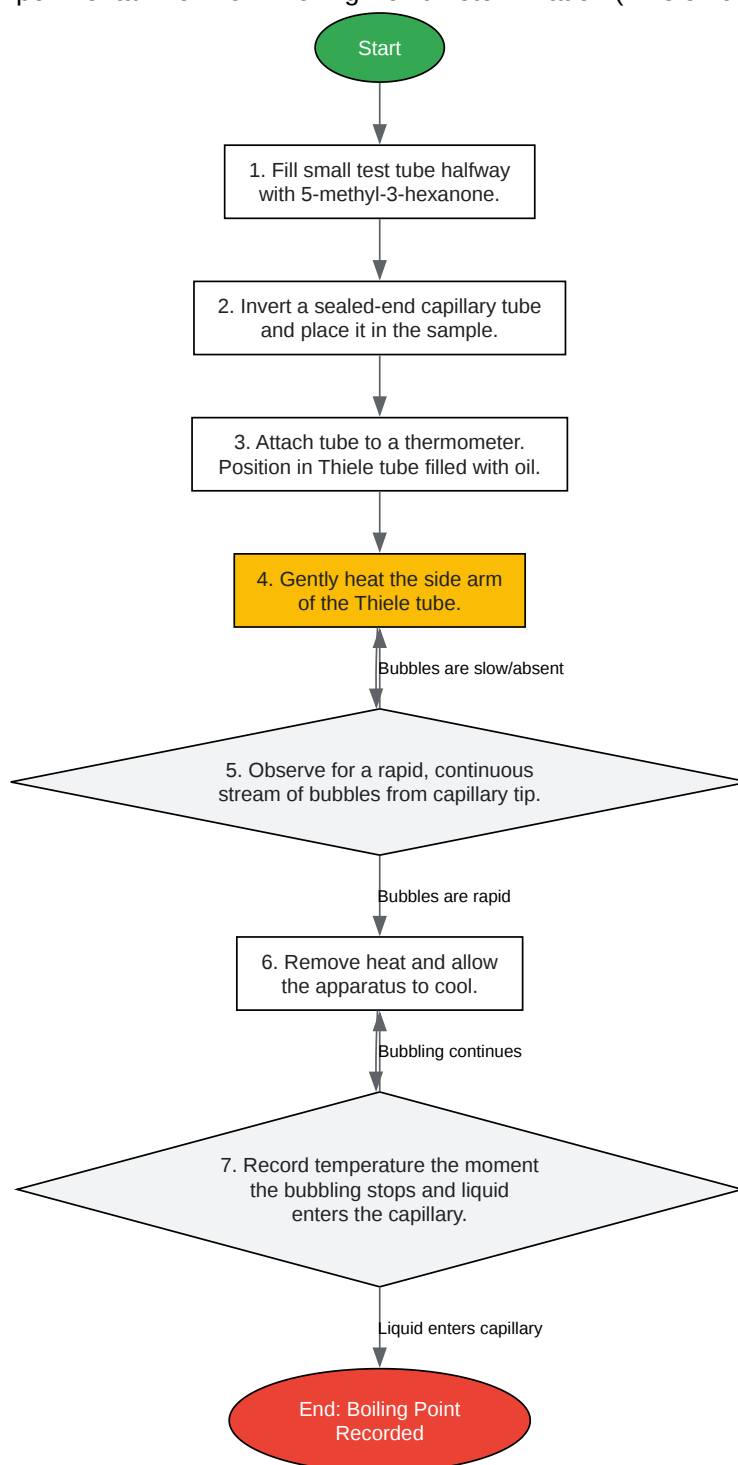 Start
1. Fill small test tube halfway
with 5-methyl-3-hexanone.
2. Invert a sealed-end capillary tube
and place it in the sample.
3. Attach tube to a thermometer.
Position in Thiele tube filled with oil.
4. Gently heat the side arm
of the Thiele tube.
Bubbles are slow/absent
5. Observe for a rapid, continuous
stream of bubbles from capillary tip.
Bubbles are rapid
6. Remove heat and allow
the apparatus to cool.
Bubbling continues
7. Record temperature the moment
the bubbling stops and liquid
enters the capillary.
Liquid enters capillary
End: Boiling Point
Recorded